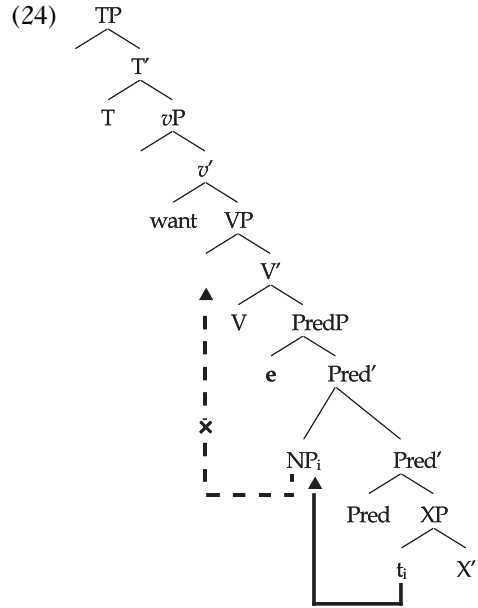 (24) TP
T′
T vP
v′
want VP
V′
V PredP
e Pred′
NPi Pred′
Pred XP
ti X′